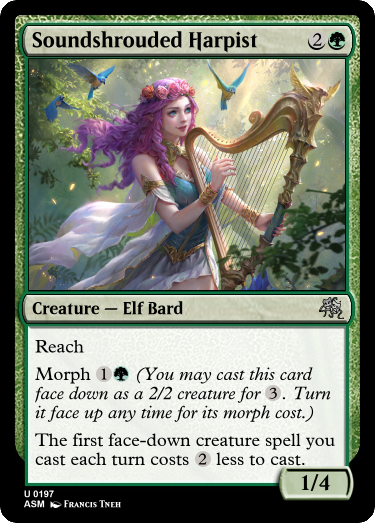 Soundshrouded Harpist 2
Creature — Elf Bard
Reach
Morph 1 (You may cast this card
face down as a 2/2 creature for 3. Turn
it face up any time for its morph cost.)
The first face-down creature spell you
cast each turn costs 2 less to cast.
1/4
U 0197
ASM Francis Tneh